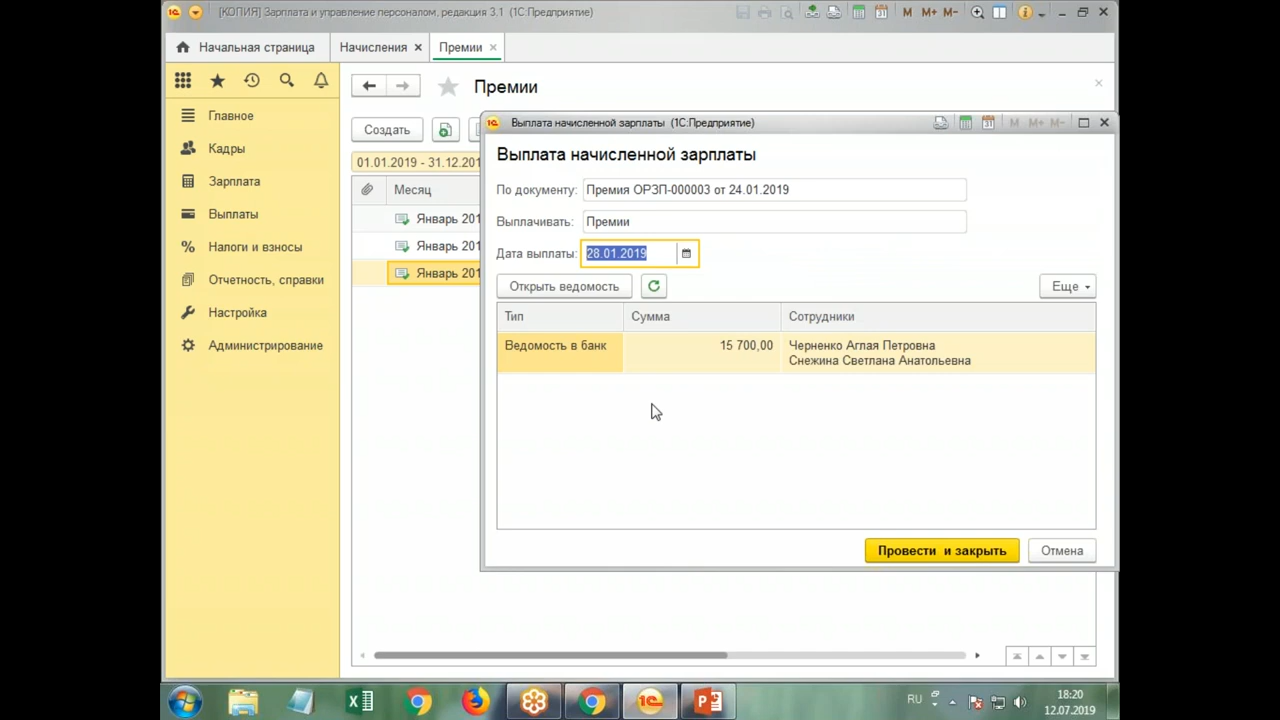 [КОПИЯ] Зарплата и управление персоналом, редакция 3.1 (1С:Предприятие)
M M+ M-
Начальная страница
Начисления
Премии
Главное
Кадры
Зарплата
Выплаты
Налоги и взносы
Отчетность, справки
Настройка
Администрирование
Премии
Создать
01.01.2019 - 31.12.201
Месяц
Январь 201
Январь 201
Январь 201
Выплата начисленной зарплаты (1С:Предприятие)
M M+ M-
Выплата начисленной зарплаты
По документу: Премия ОРЗП-000003 от 24.01.2019
Выплачивать: Премии
Дата выплаты: 28.01.2019
Открыть ведомость
Еще
Тип Сумма Сотрудники
Ведомость в банк 15 700,00 Черненко Аглая Петровна
Снежина Светлана Анатольевна
Провести и закрыть
Отмена
RU
18:20
12.07.2019